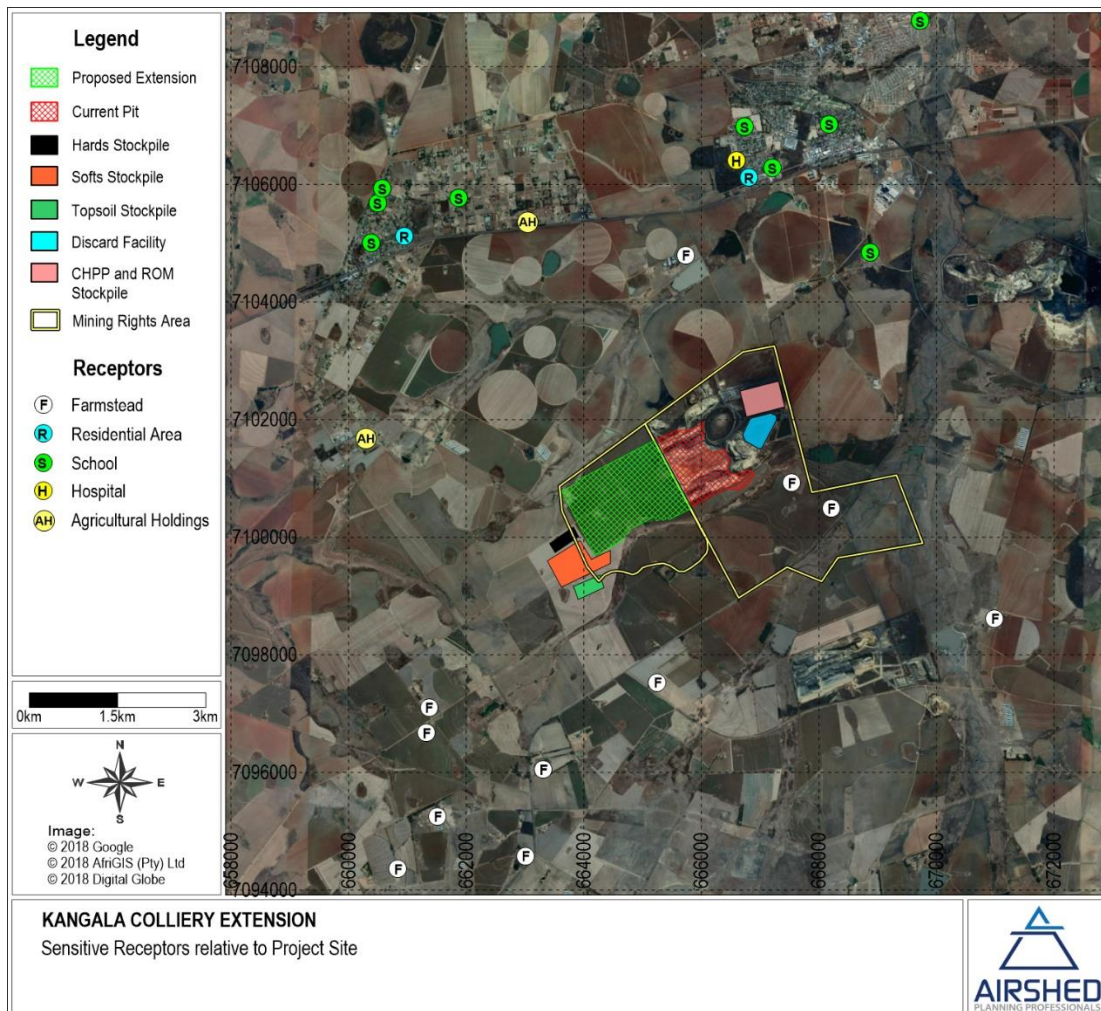 Legend
Proposed Extension
Current Pit
Hards Stockpile
Softs Stockpile
Topsoil Stockpile
Discard Facility
CHPP and ROM
Stockpile
Mining Rights Area
Receptors
F Farmstead
R Residential Area
S School
H Hospital
AH Agricultural Holdings
0km 1.5km 3km
N
W E
S
Image:
© 2018 Google
© 2018 AfriGIS (Pty) Ltd
© 2018 Digital Globe
S
7108000
S S
H S
7106000 R
S
S S
AH
S R
S
F
7104000
7102000
AH
F
F
7100000
F
7098000
F
F
F
7096000 F
F
F
F
7094000
658000 660000 662000 664000 666000 668000 670000 672000
KANGALA COLLIERY EXTENSION
Sensitive Receptors relative to Project Site
AIRSHED
PLANNING PROFESSIONALS